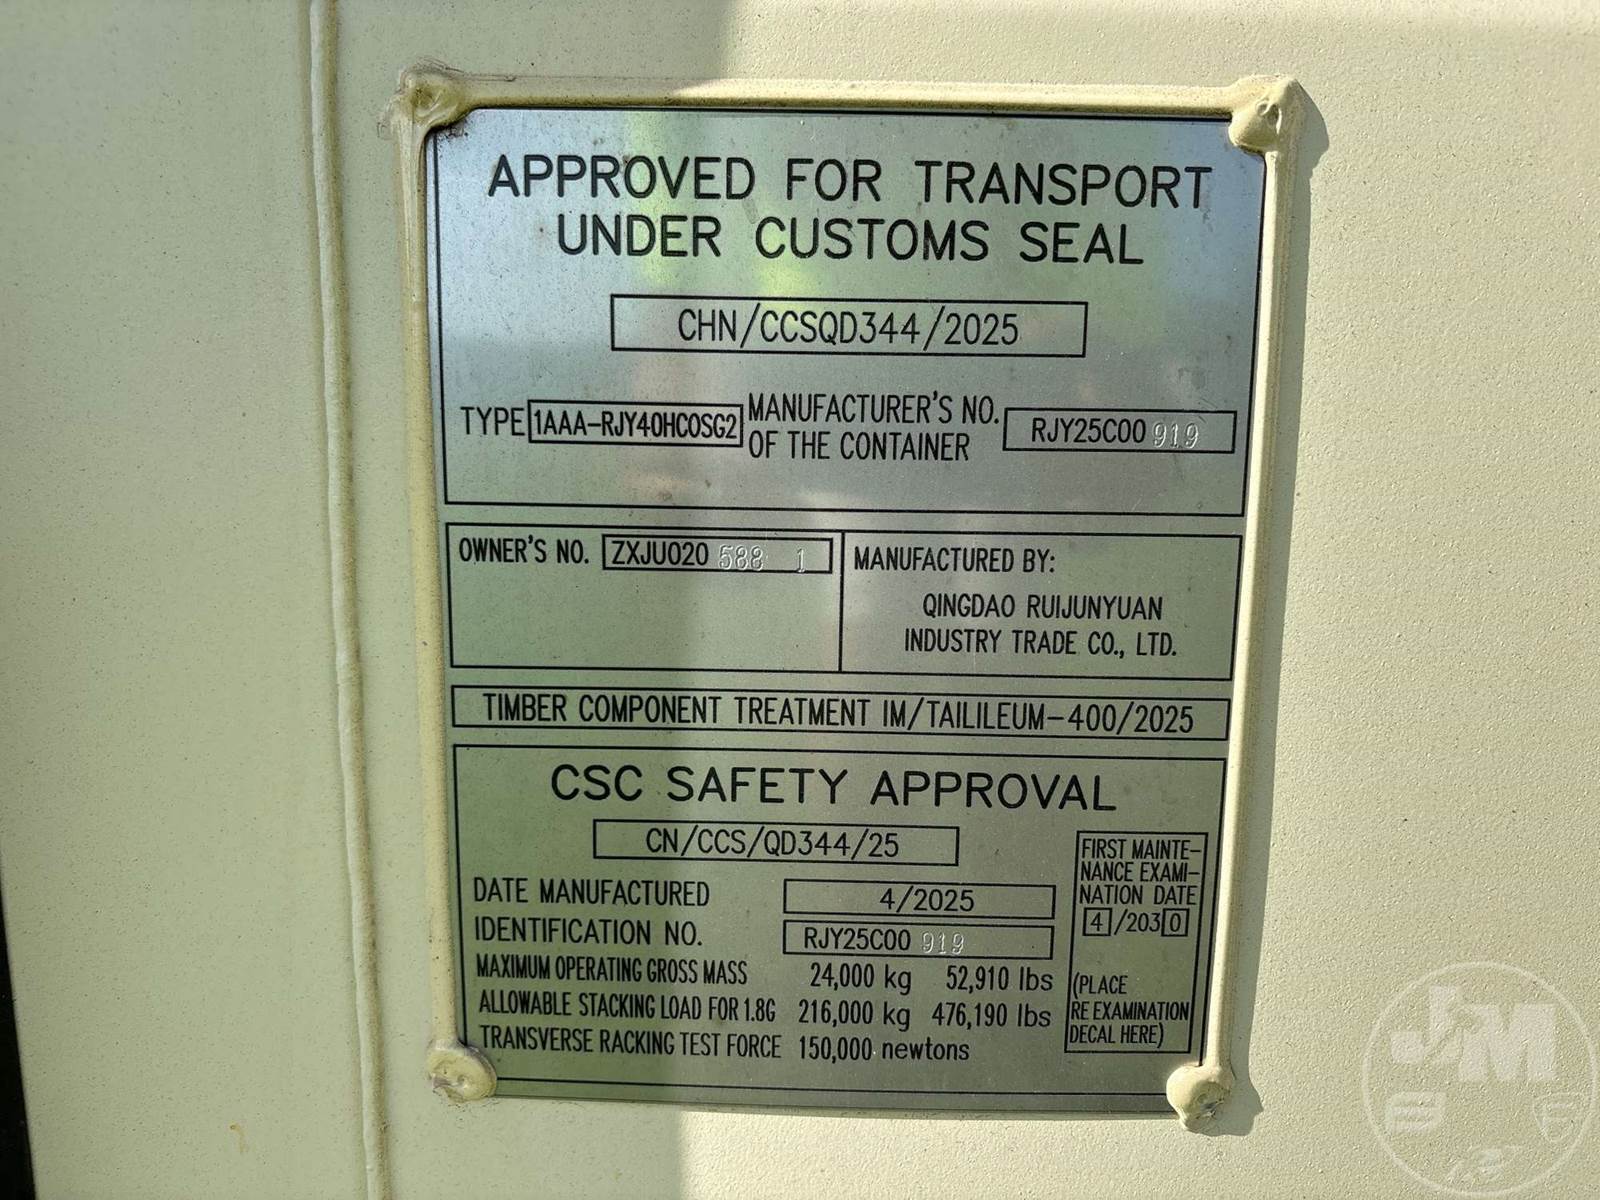 APPROVED FOR TRANSPORT
UNDER CUSTOMS SEAL
CHN/CCSQD344/2025
TYPE 1AAA-RJY40HC0SG2 MANUFACTURER'S NO. OF THE CONTAINER RJY25C00 919
OWNER'S NO. ZXJU020 588 1
MANUFACTURED BY:
QINGDAO RUIJUNYUAN
INDUSTRY TRADE CO., LTD.
TIMBER COMPONENT TREATMENT IM/TAILILEUM-400/2025
CSC SAFETY APPROVAL
CN/CCS/QD344/25
DATE MANUFACTURED 4/2025
IDENTIFICATION NO. RJY25C00 919
MAXIMUM OPERATING GROSS MASS 24,000 kg 52,910 lbs
ALLOWABLE STACKING LOAD FOR 1.8G 216,000 kg 476,190 lbs
TRANSVERSE RACKING TEST FORCE 150,000 newtons
FIRST MAINTE-
NANCE EXAMI-
NATION DATE
4/2030
(PLACE
RE EXAMINATION
DECAL HERE)
JM